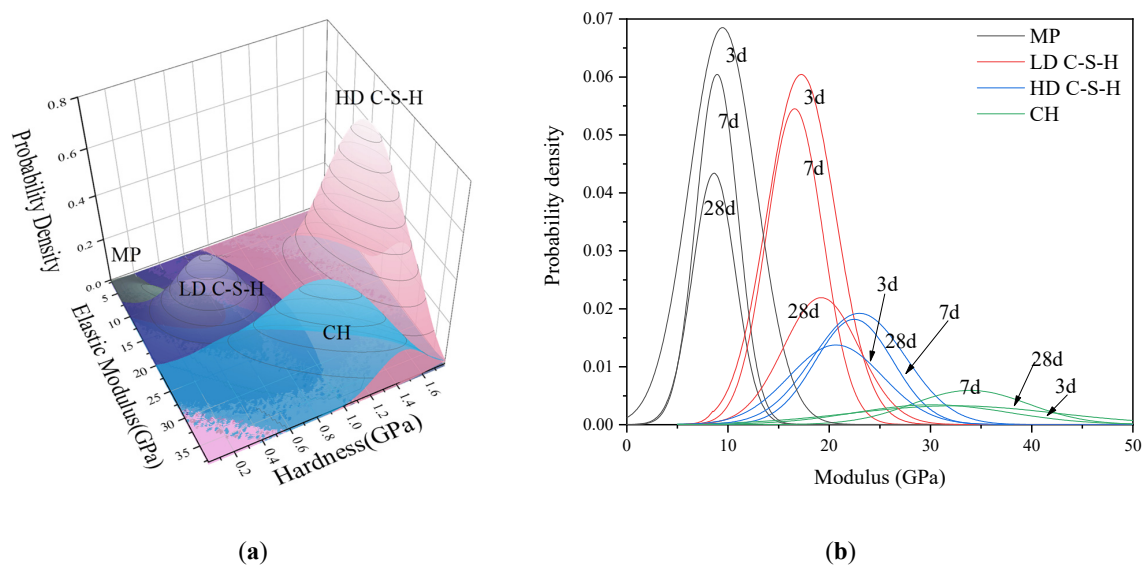 0.8
0.6
0.4
0.2
0.0
Probability Density
5
10
15
20
25
30
35
Elastic Modulus(GPa)
0.2
0.4
0.6
0.8
1.0
1.2
1.4
1.6
Hardness(GPa)
MP
LD C-S-H
HD C-S-H
CH
(a)
0.07
0.06
0.05
0.04
0.03
0.02
0.01
0.00
Probability density
0
10
20
30
40
50
Modulus (GPa)
MP
LD C-S-H
HD C-S-H
CH
3d
7d
28d
3d
7d
28d
3d
7d
28d
7d
28d
3d
(b)